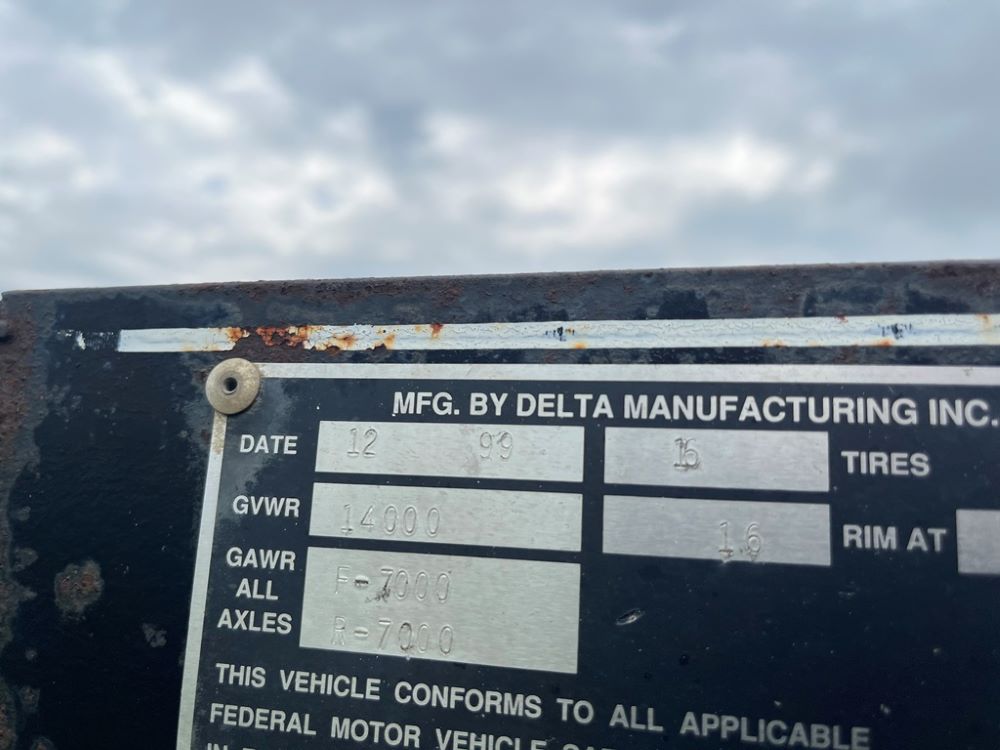 MFG. BY DELTA MANUFACTURING INC.
DATE 12 99 16 TIRES
GVWR 14000 16 RIM AT
GAWR ALL AXLES F-7000 R-7000
THIS VEHICLE CONFORMS TO ALL APPLICABLE
FEDERAL MOTOR VEHICLE